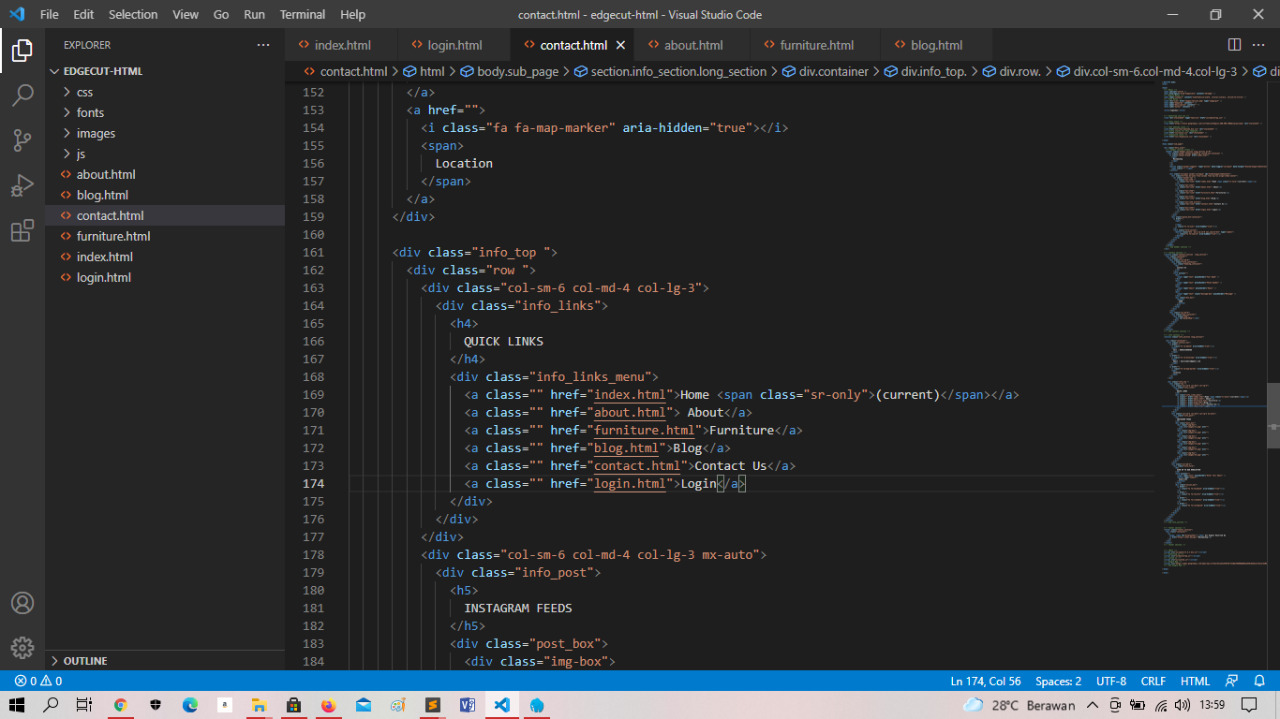 File Edit Selection View Go Run Terminal Help contact.html - edgecut-html - Visual Studio Code
EXPLORER
index.html login.html contact.html about.html furniture.html blog.html
EDGECUT-HTML
css
fonts
images
js
about.html
blog.html
contact.html
furniture.html
index.html
login.html
OUTLINE
contact.html > html > body.sub_page > section.info_section.long_section > div.container > div.info_top. > div.row. > div.col-sm-6.col-md-4.col-lg-3 > di
152 </a>
153 <a href="">
154 <i class="fa fa-map-marker" aria-hidden="true"></i>
155 <span>
156 Location
157 </span>
158 </a>
159 </div>
160
161 <div class="info_top ">
162 <div class="row ">
163 <div class="col-sm-6 col-md-4 col-lg-3">
164 <div class="info_links">
165 <h4>
166 QUICK LINKS
167 </h4>
168 <div class="info_links_menu">
169 <a class="" href="index.html">Home <span class="sr-only">(current)</span></a>
170 <a class="" href="about.html"> About</a>
171 <a class="" href="furniture.html">Furniture</a>
172 <a class="" href="blog.html">Blog</a>
173 <a class="" href="contact.html">Contact Us</a>
174 <a class="" href="login.html">Login</a>
175 </div>
176 </div>
177 </div>
178 <div class="col-sm-6 col-md-4 col-lg-3 mx-auto">
179 <div class="info_post">
180 <h5>
181 INSTAGRAM FEEDS
182 </h5>
183 <div class="post_box">
184 <div class="img-box">
0 0 Ln 174, Col 56 Spaces: 2 UTF-8 CRLF HTML
28°C Berawan 13:59